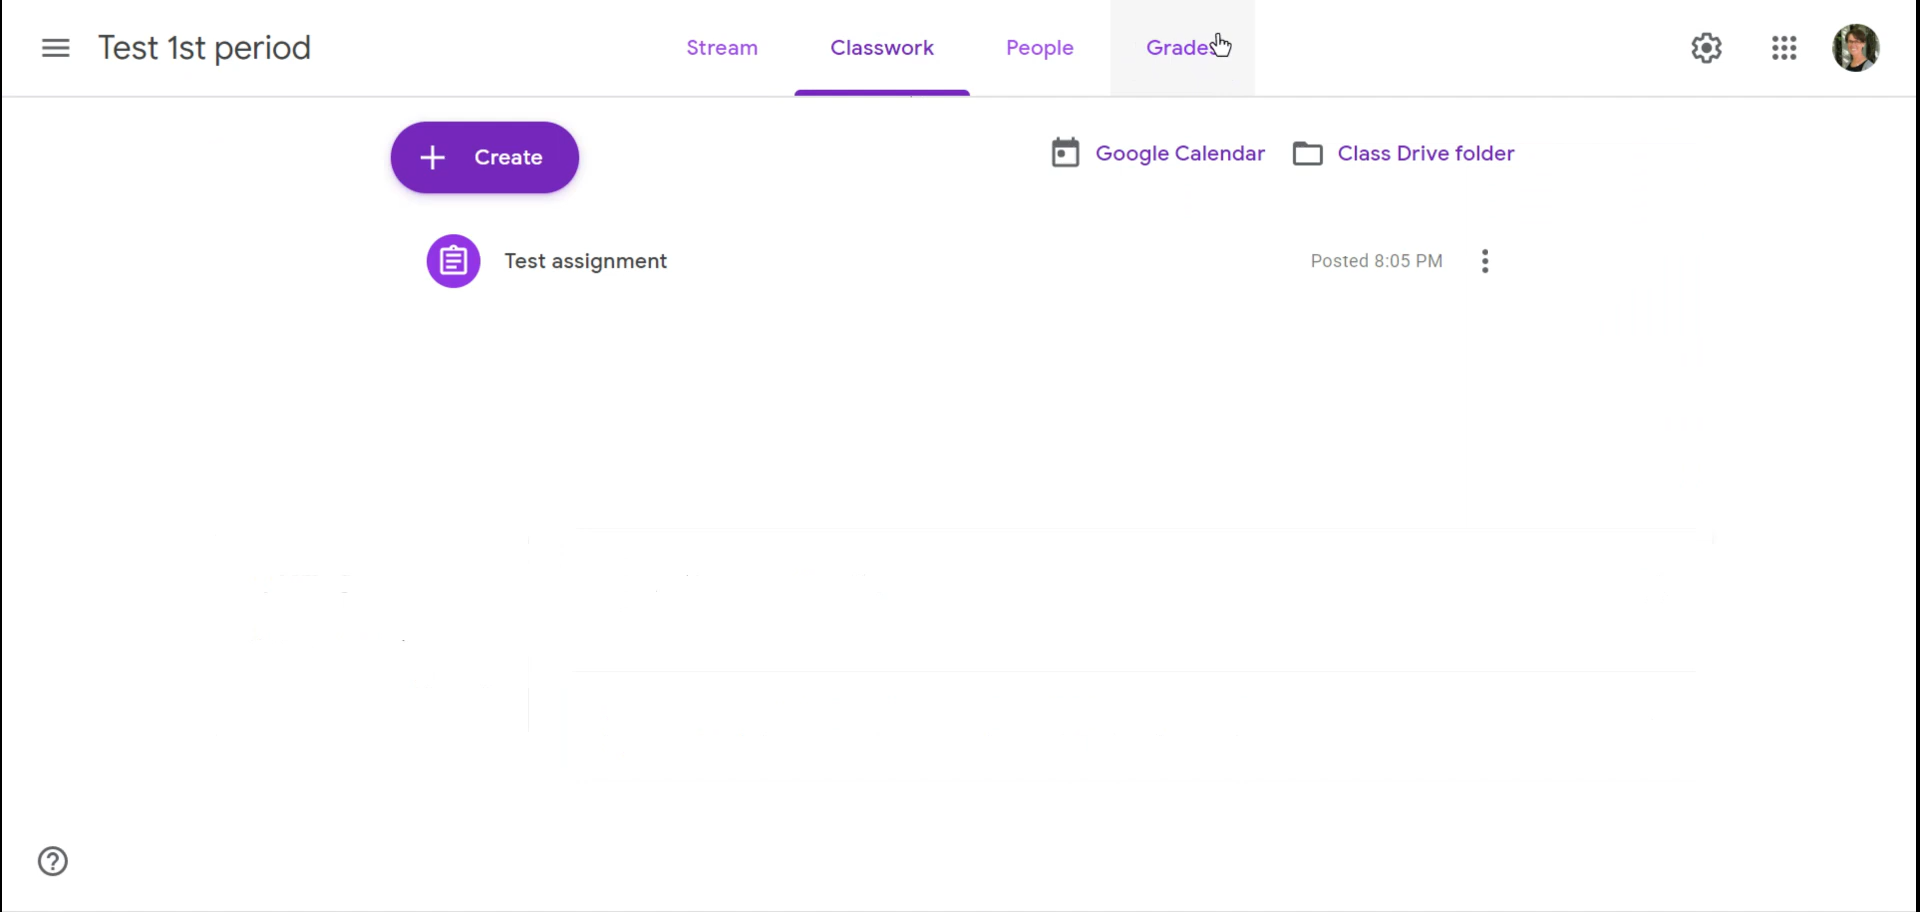 Test 1st period
Stream Classwork People Grades
Create
Google Calendar Class Drive folder
Test assignment Posted 8:05 PM